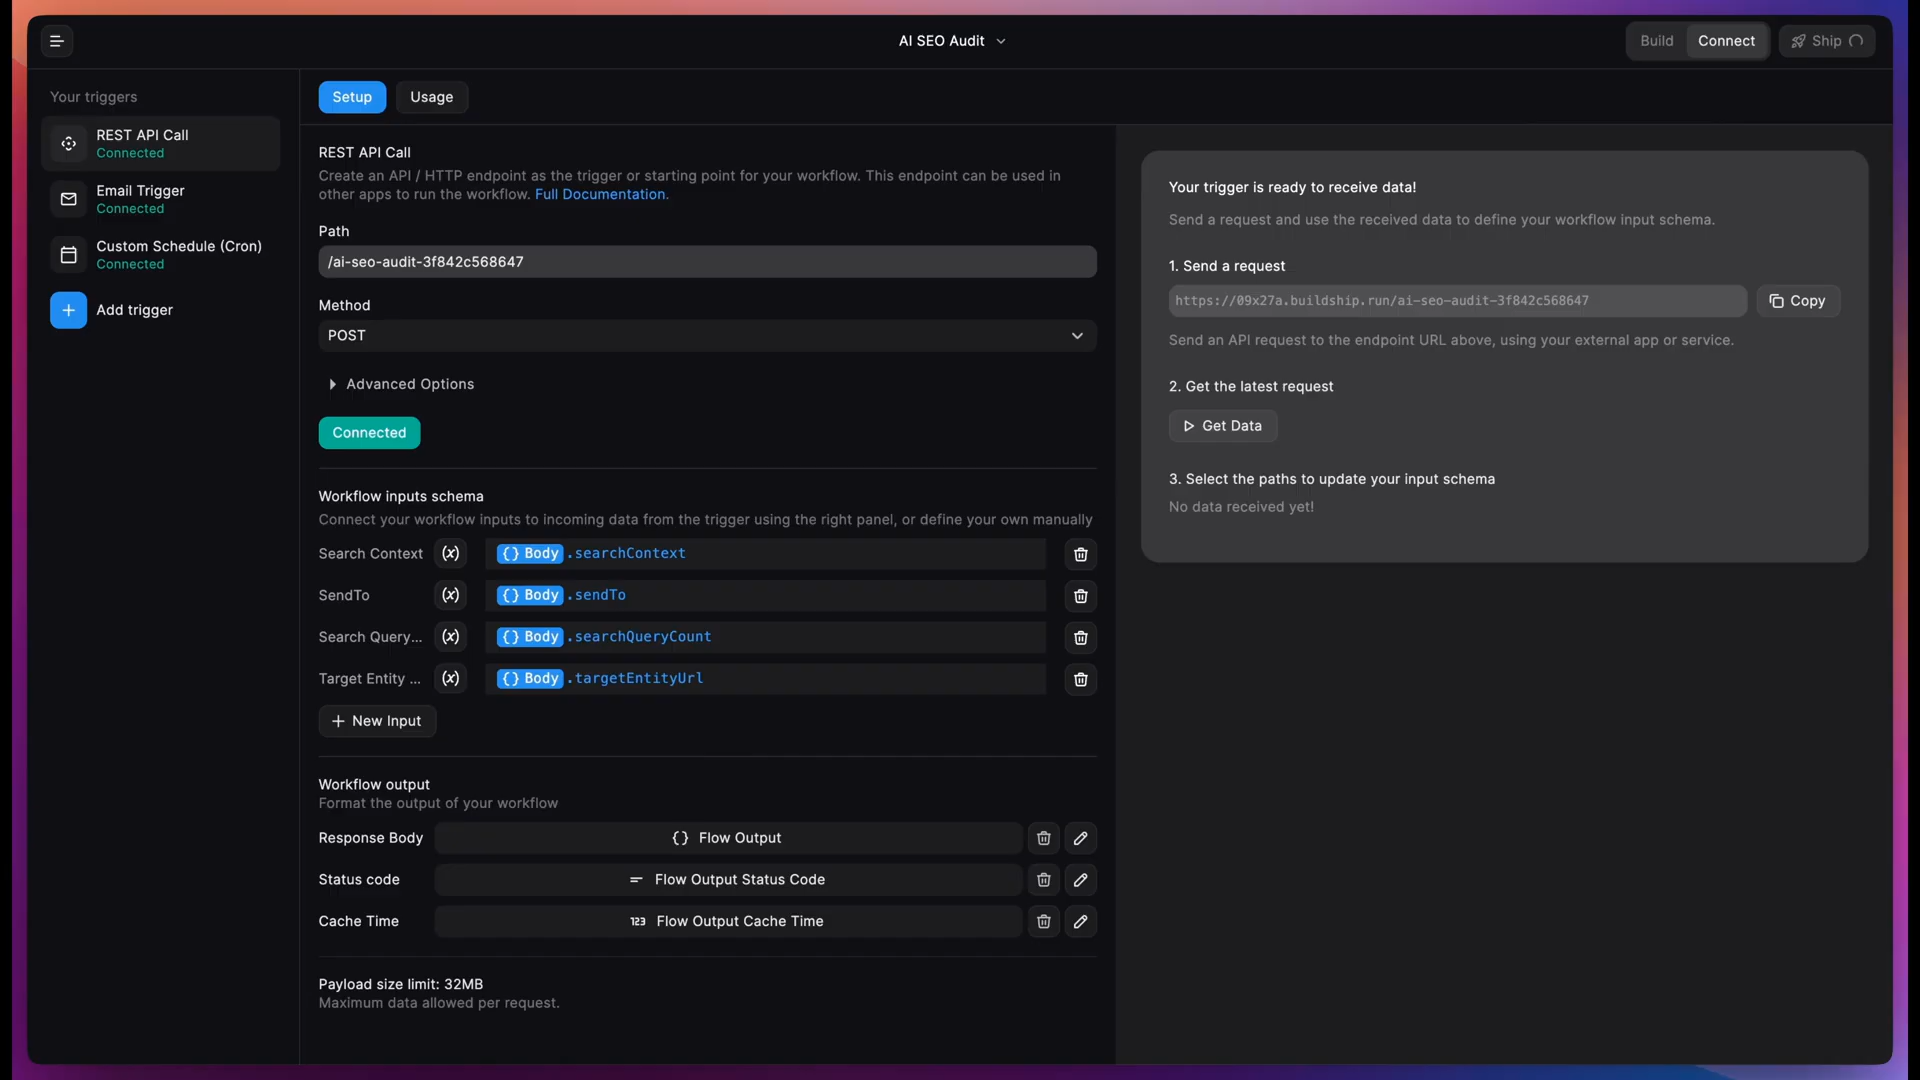 AI SEO Audit
Build
Connect
Ship
Your triggers
REST API Call
Connected
Email Trigger
Connected
Custom Schedule (Cron)
Connected
Add trigger
Setup
Usage
REST API Call
Create an API / HTTP endpoint as the trigger or starting point for your workflow. This endpoint can be used in
other apps to run the workflow. Full Documentation.
Path
/ai-seo-audit-3f842c568647
Method
POST
Advanced Options
Connected
Workflow inputs schema
Connect your workflow inputs to incoming data from the trigger using the right panel, or define your own manually
Search Context (x) {} Body .searchContext
SendTo (x) {} Body .sendTo
Search Query... (x) {} Body .searchQueryCount
Target Entity ... (x) {} Body .targetEntityUrl
+ New Input
Workflow output
Format the output of your workflow
Response Body {} Flow Output
Status code Flow Output Status Code
Cache Time 123 Flow Output Cache Time
Payload size limit: 32MB
Maximum data allowed per request.
Your trigger is ready to receive data!
Send a request and use the received data to define your workflow input schema.
1. Send a request
https://09x27a.buildship.run/ai-seo-audit-3f842c568647
Copy
Send an API request to the endpoint URL above, using your external app or service.
2. Get the latest request
Get Data
3. Select the paths to update your input schema
No data received yet!